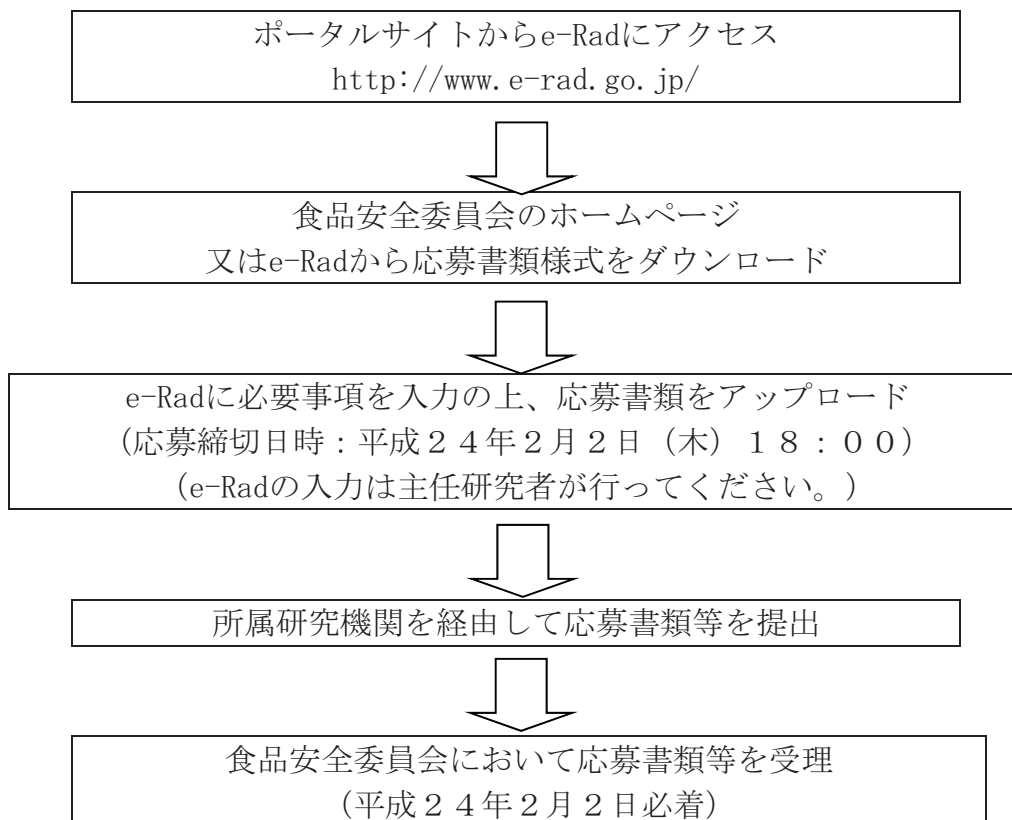 ポータルサイトからe-Radにアクセス
http://www.e-rad.go.jp/
食品安全委員会のホームページ
又はe-Radから応募書類様式をダウンロード
e-Radに必要事項を入力の上、応募書類をアップロード
(応募締切日時：平成２４年２月２日（木）１８：００)
(e-Radの入力は主任研究者が行ってください。)
所属研究機関を経由して応募書類等を提出
食品安全委員会において応募書類等を受理
(平成２４年２月２日必着)